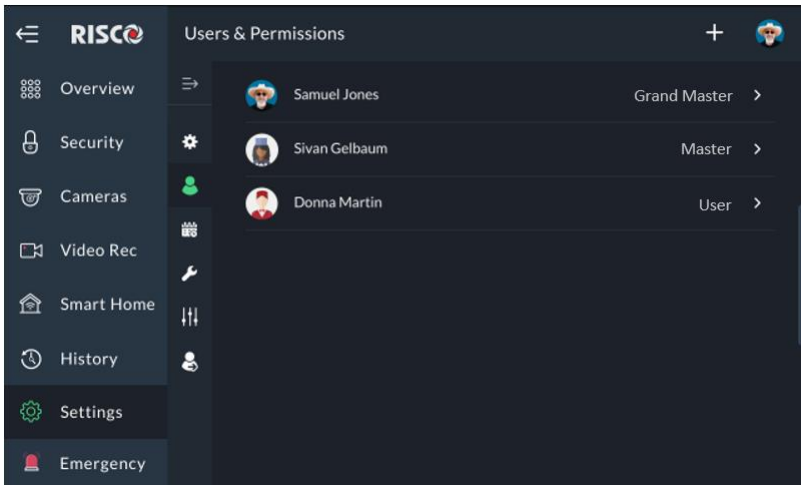 RISCO
Users & Permissions
Overview
Security
Cameras
Video Rec
Smart Home
History
Settings
Emergency
Samuel Jones Grand Master
Sivan Gelbaum Master
Donna Martin User